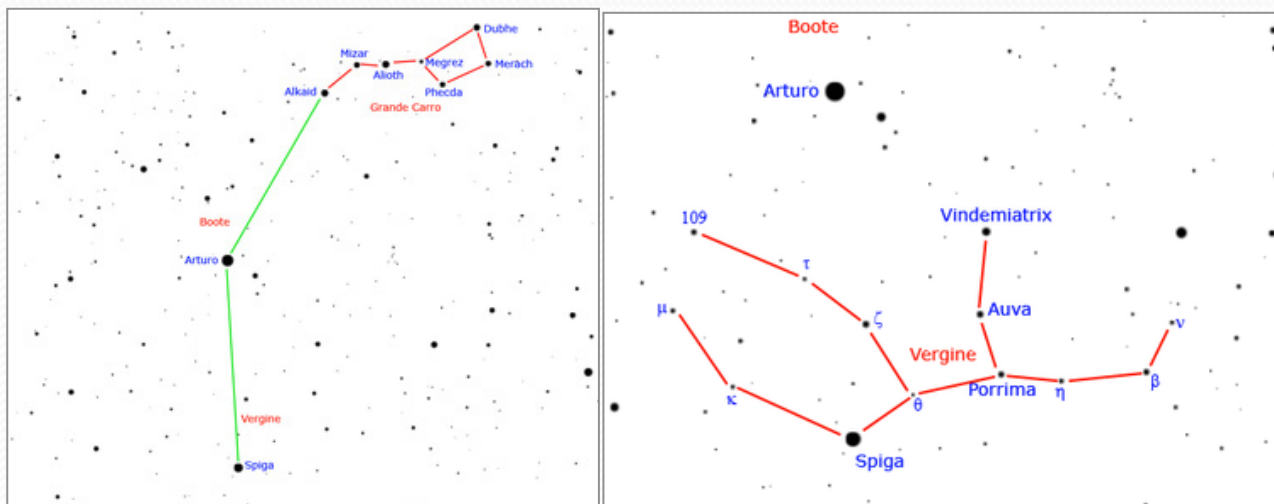 Dubhe
Mizar
Alioth
Megrez
Merach
Alkaid
Phecda
Grande Carro
Boote
Arturo
Vergine
Spiga
Boote
Arturo
109
Vindemiatrix
τ
μ
ζ
Auva
ν
Vergine
κ
θ
Porrima
η
β
Spiga